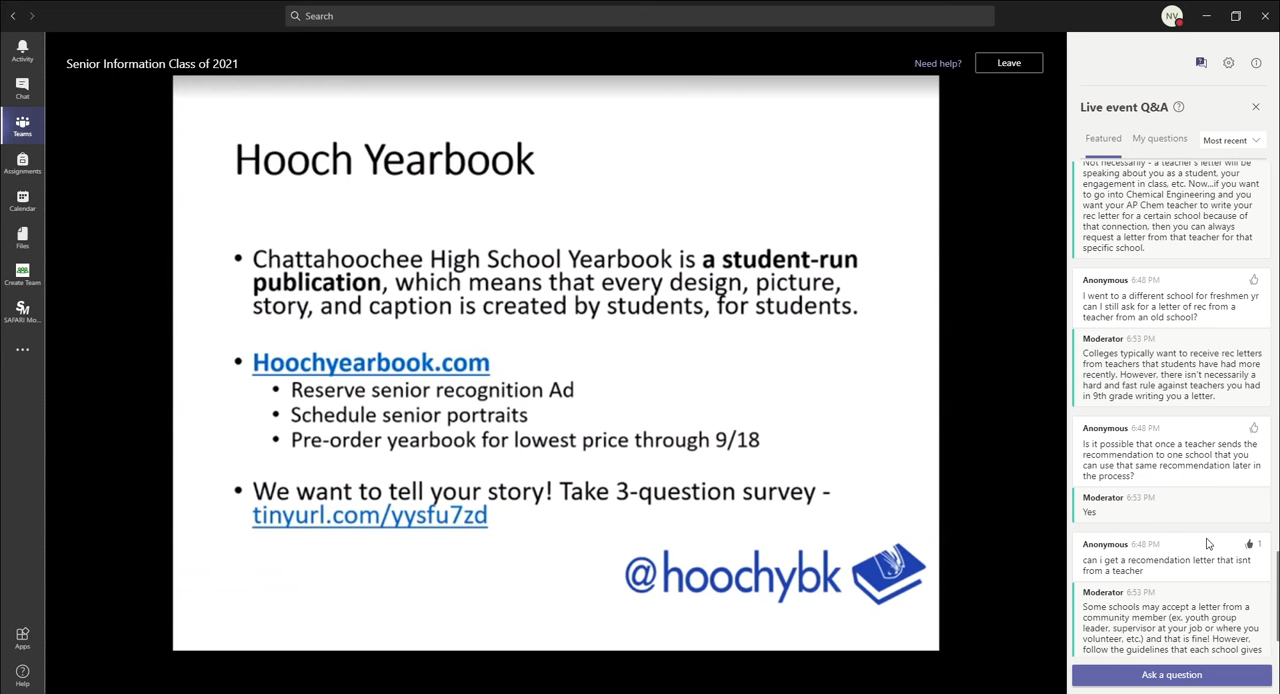 Search
NV
Activity
Chat
Teams
Assignments
Calendar
Files
Create Team
SAFARI Mo...
Apps
Help
Senior Information Class of 2021
Need help?
Leave
Hooch Yearbook
• Chattahoochee High School Yearbook is a student-run
publication, which means that every design, picture,
story, and caption is created by students, for students.
• Hoochyearbook.com
• Reserve senior recognition Ad
• Schedule senior portraits
• Pre-order yearbook for lowest price through 9/18
• We want to tell your story! Take 3-question survey -
tinyurl.com/yysfu7zd
@hoochybk
Live event Q&A
Featured
My questions
Most recent
Not necessarily - a teacher's letter will be
speaking about you as a student, your
engagement in class, etc. Now...if you want
to go into Chemical Engineering and you
want your AP Chem teacher to write your
rec letter for a certain school because of
that connection, then you can always
request a letter from that teacher for that
specific school.
Anonymous 6:48 PM
I went to a different school for freshmen yr
can I still ask for a letter of rec from a
teacher from an old school?
Moderator 6:53 PM
Colleges typically want to receive rec letters
from teachers that students have had more
recently. However, there isn't necessarily a
hard and fast rule against teachers you had
in 9th grade writing you a letter.
Anonymous 6:48 PM
Is it possible that once a teacher sends the
recommendation to one school that you
can use that same recommendation later in
the process?
Moderator 6:53 PM
Yes
Anonymous 6:48 PM
1
can i get a recomendation letter that isnt
from a teacher
Moderator 6:53 PM
Some schools may accept a letter from a
community member (ex. youth group
leader, supervisor at your job or where you
volunteer, etc.) and that is fine! However,
follow the guidelines that each school gives
Ask a question